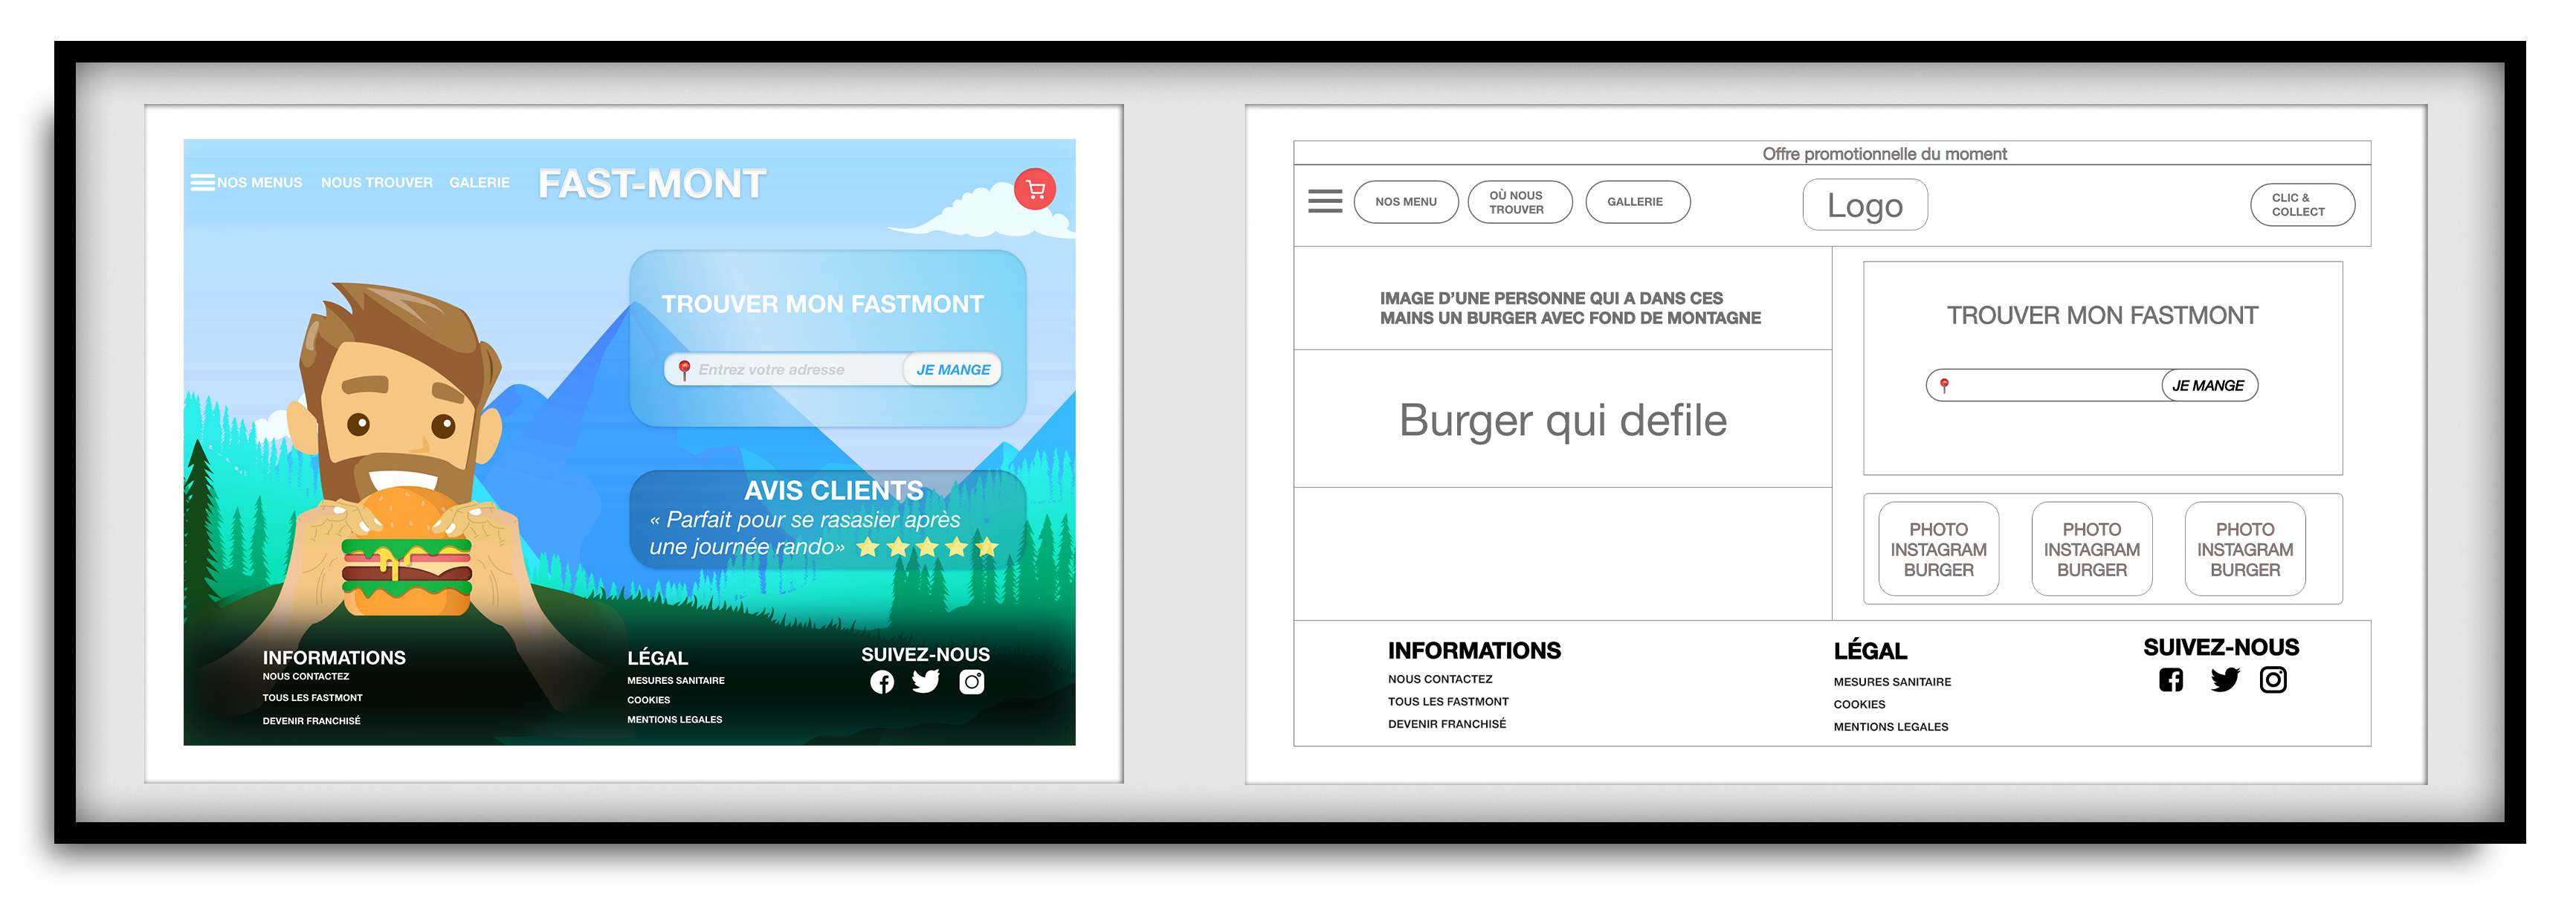 NOS MENUS NOUS TROUVER GALERIE FAST-MONT
TROUVER MON FASTMONT
Entrez votre adresse JE MANGE
AVIS CLIENTS
« Parfait pour se rasasier après
une journée rando»
INFORMATIONS
NOUS CONTACTEZ
TOUS LES FASTMONT
DEVENIR FRANCHISÉ
LÉGAL
MESURES SANITAIRE
COOKIES
MENTIONS LEGALES
SUIVEZ-NOUS
Offre promotionnelle du moment
NOS MENU
OÙ NOUS
TROUVER
GALLERIE
Logo
CLIC &
COLLECT
IMAGE D'UNE PERSONNE QUI A DANS CES
MAINS UN BURGER AVEC FOND DE MONTAGNE
Burger qui defile
TROUVER MON FASTMONT
JE MANGE
PHOTO
INSTAGRAM
BURGER
PHOTO
INSTAGRAM
BURGER
PHOTO
INSTAGRAM
BURGER
INFORMATIONS
NOUS CONTACTEZ
TOUS LES FASTMONT
DEVENIR FRANCHISÉ
LÉGAL
MESURES SANITAIRE
COOKIES
MENTIONS LEGALES
SUIVEZ-NOUS